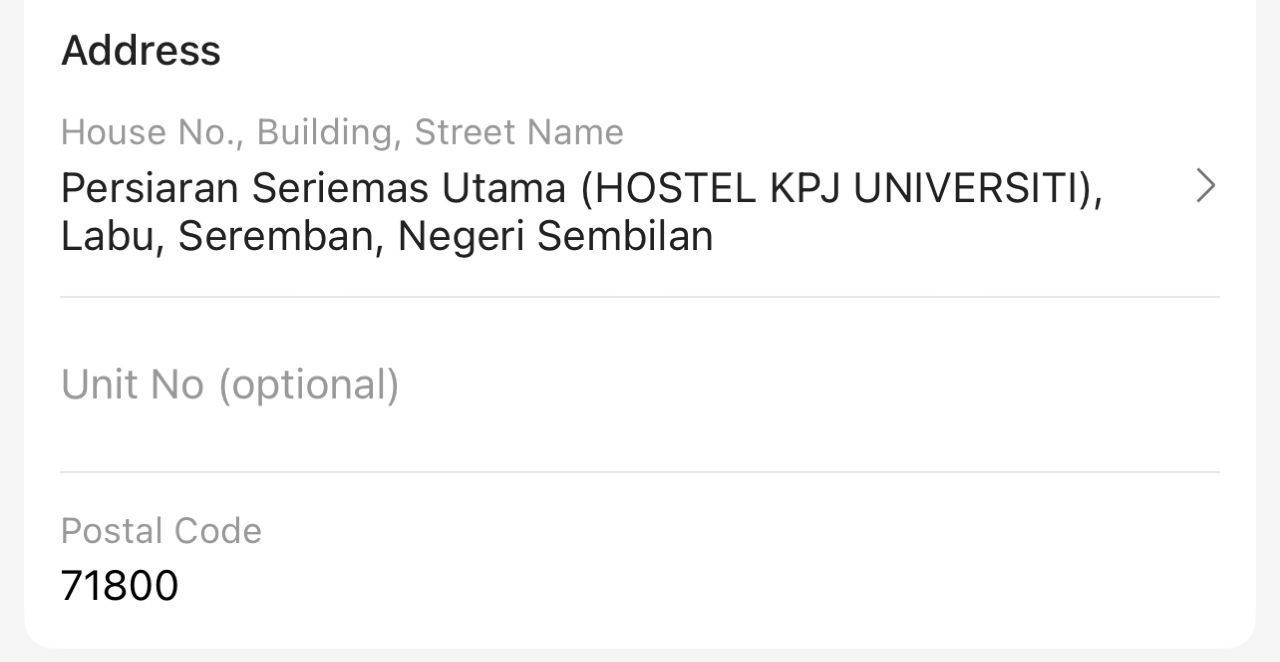 Address
House No., Building, Street Name
Persiaran Seriemas Utama (HOSTEL KPJ UNIVERSITI),
Labu, Seremban, Negeri Sembilan
Unit No (optional)
Postal Code
71800